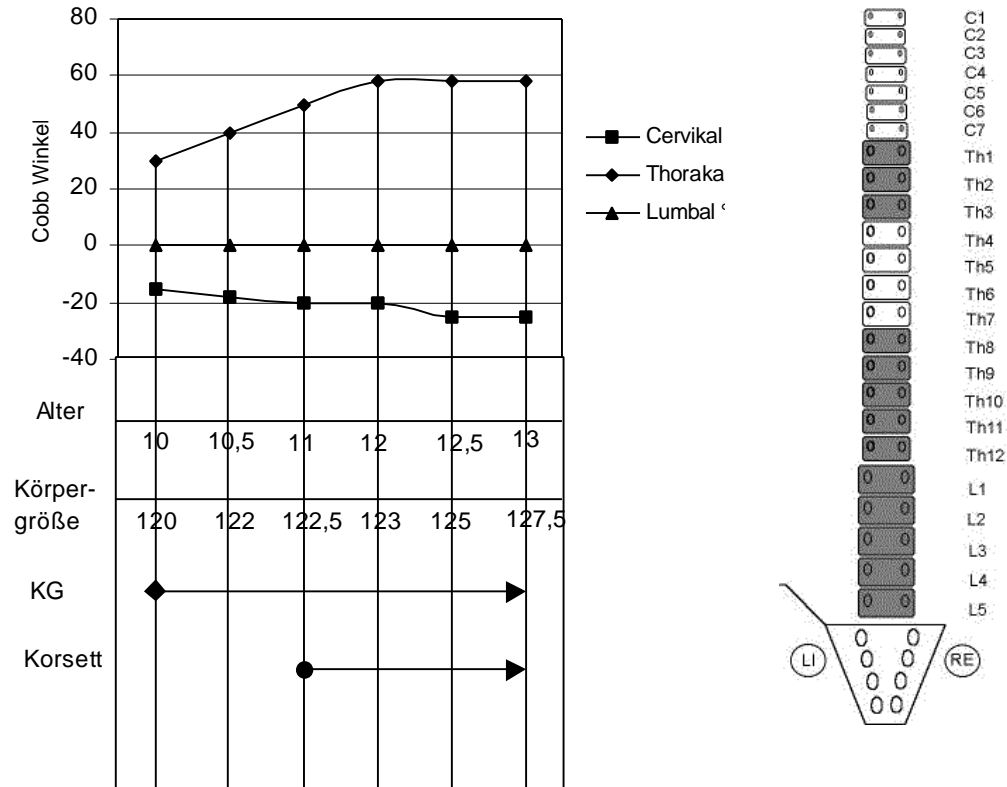 80
60
40
20
0
-20
-40
Cobb Winkel
Cervikal
Thoraka
Lumbal °
Alter
10 10,5 11 12 12,5 13
Körper-
größe
120 122 122,5 123 125 127,5
KG
Korsett
C1
C2
C3
C4
C5
C6
C7
Th1
Th2
Th3
Th4
Th5
Th6
Th7
Th8
Th9
Th10
Th11
Th12
L1
L2
L3
L4
L5
LI RE